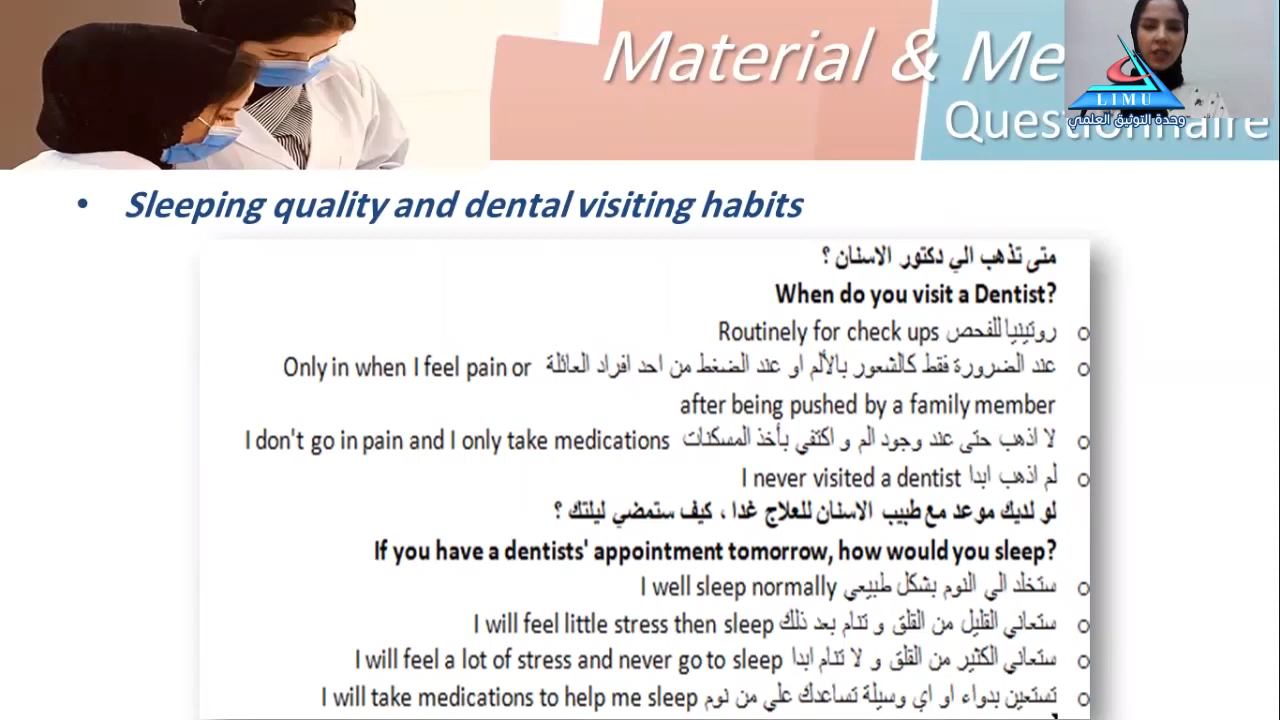 Material & Me
Questionnaire
LIMU
وحدة التوثيق العلمي
• Sleeping quality and dental visiting habits
متى تذهب الي دكتور الاسنان ؟
When do you visit a Dentist?
روتينيا للفحص Routinely for check ups
عند الضرورة فقط كالشعور بالألم او عند الضغط من احد افراد العائلة Only in when I feel pain or
after being pushed by a family member
لا اذهب حتى عند وجود الم و اكتفي بأخذ المسكنات I don't go in pain and I only take medications
لم اذهب ابدا I never visited a dentist
لو لديك موعد مع طبيب الاسنان للعلاج غدا ، كيف ستمضي ليلتك ؟
If you have a dentists' appointment tomorrow, how would you sleep?
ستخلد الي النوم بشكل طبيعي I well sleep normally
ستعاني القليل من القلق و تنام بعد ذلك I will feel little stress then sleep
ستعاني الكثير من القلق و لا تنام ابدا I will feel a lot of stress and never go to sleep
تستعين بدواء او اي وسيلة تساعدك علي من نوم I will take medications to help me sleep